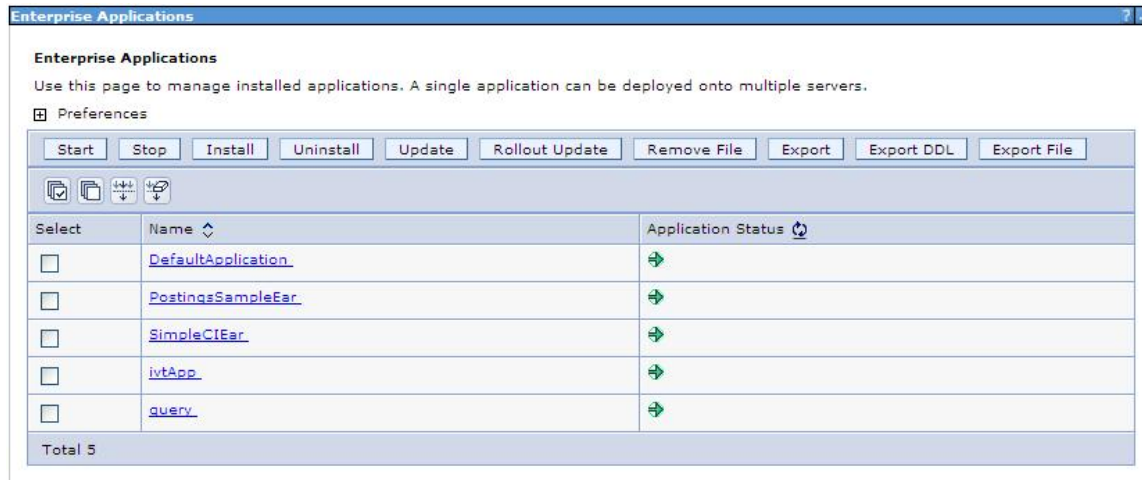 Enterprise Applications ?
Enterprise Applications
Use this page to manage installed applications. A single application can be deployed onto multiple servers.
Preferences
Start Stop Install Uninstall Update Rollout Update Remove File Export Export DDL Export File
Select Name Application Status
DefaultApplication
PostingsSampleEar
SimpleCIEar
ivtApp
query
Total 5